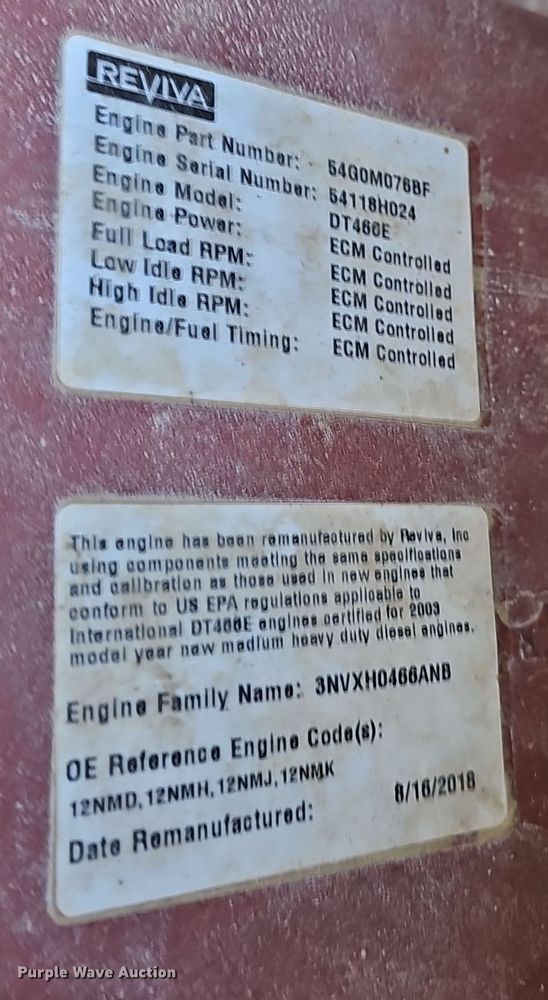 REVIVA
Engine Part Number: 54G0M076BF
Engine Serial Number: 54118H024
Engine Model: DT466E
Engine Power: ECM Controlled
Full Load RPM: ECM Controlled
Low Idle RPM: ECM Controlled
High Idle RPM: ECM Controlled
Engine/Fuel Timing: ECM Controlled
This engine has been remanufactured by Reviva, Inc
using components meeting the same specifications
and calibration as those used in new engines that
conform to US EPA regulations applicable to
International DT466E engines certified for 2003
model year new medium heavy duty diesel engines.
Engine Family Name: 3NVXH0466ANB
OE Reference Engine Code(s):
12NMD, 12NMH, 12NMJ, 12NMK
Date Remanufactured: 8/16/2018
Purple Wave Auction